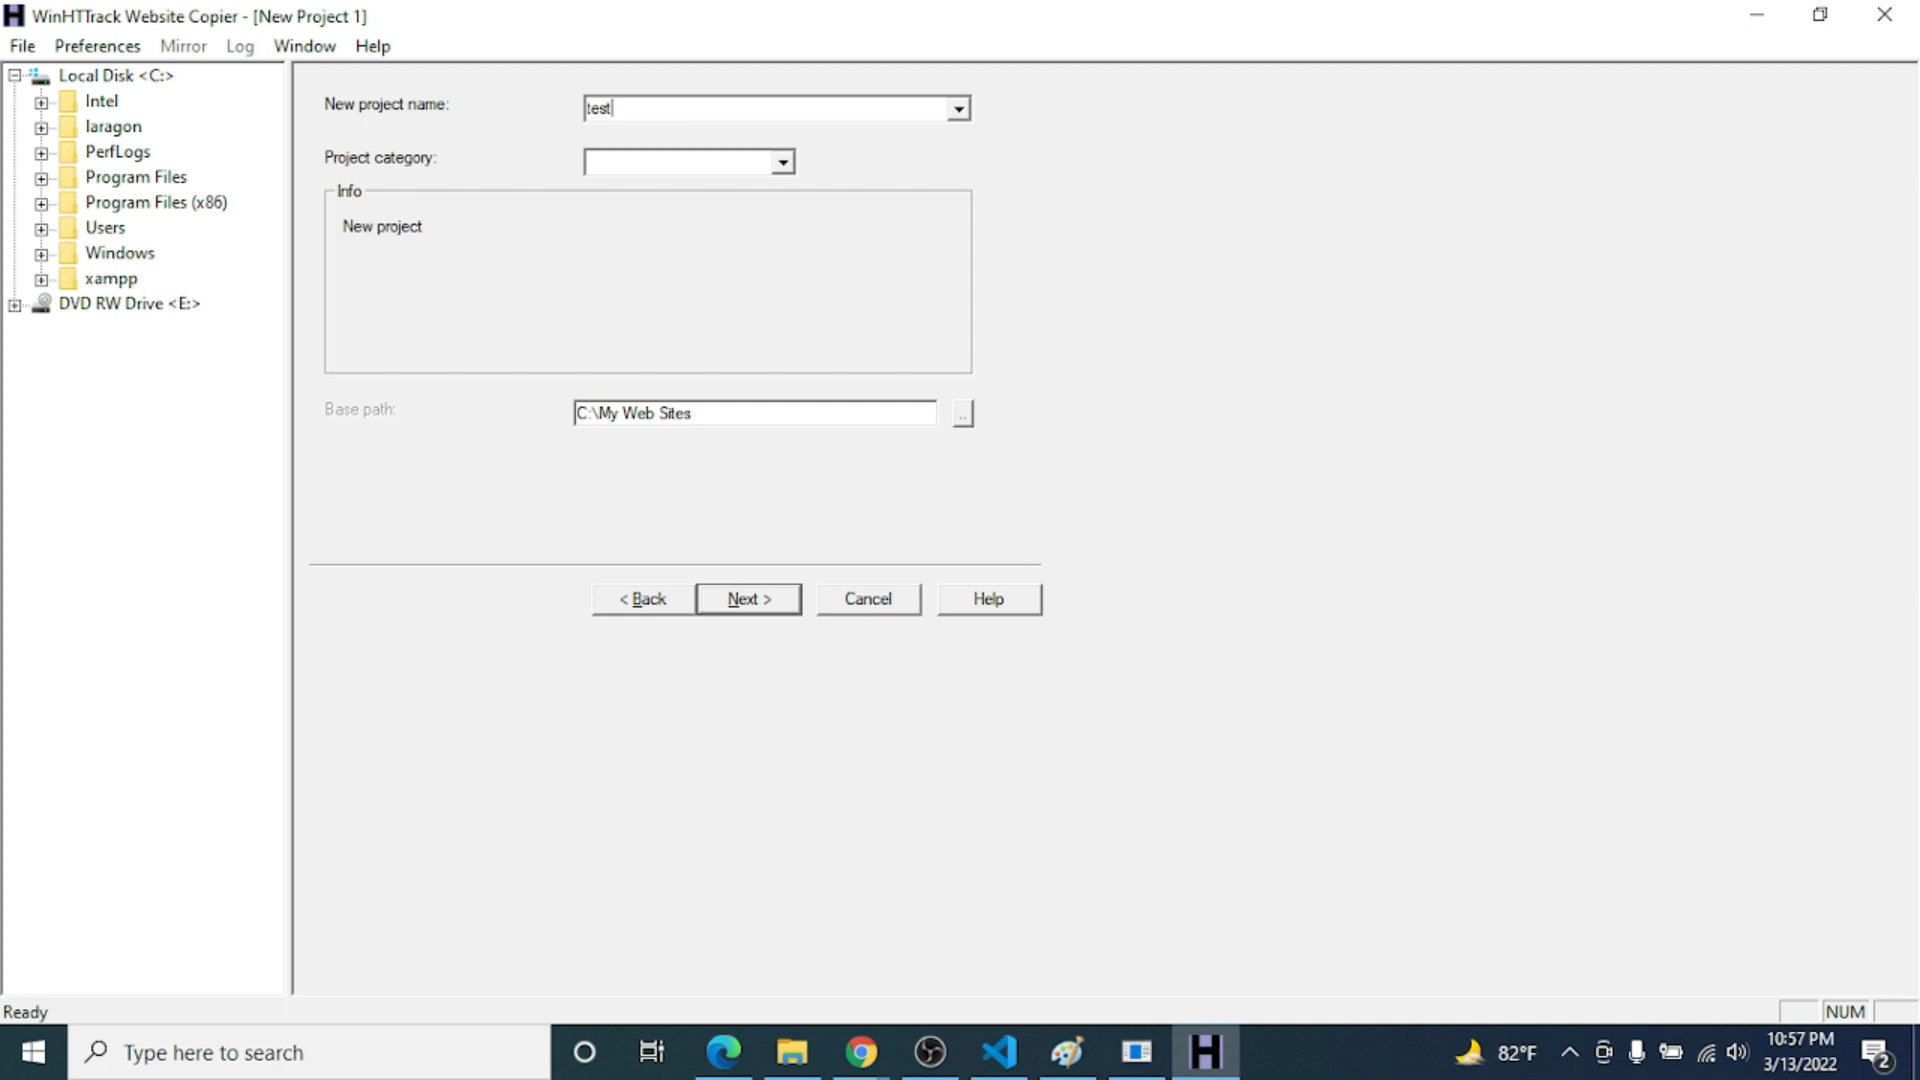 WinHTTrack Website Copier - [New Project 1]
File Preferences Mirror Log Window Help
Local Disk <C:>
Intel
laragon
PerfLogs
Program Files
Program Files (x86)
Users
Windows
xampp
DVD RW Drive <E:>
New project name: test
Project category:
Info
New project
Base path: C:\My Web Sites ..
< Back Next > Cancel Help
Ready NUM
Type here to search 82°F 10:57 PM
3/13/2022 2